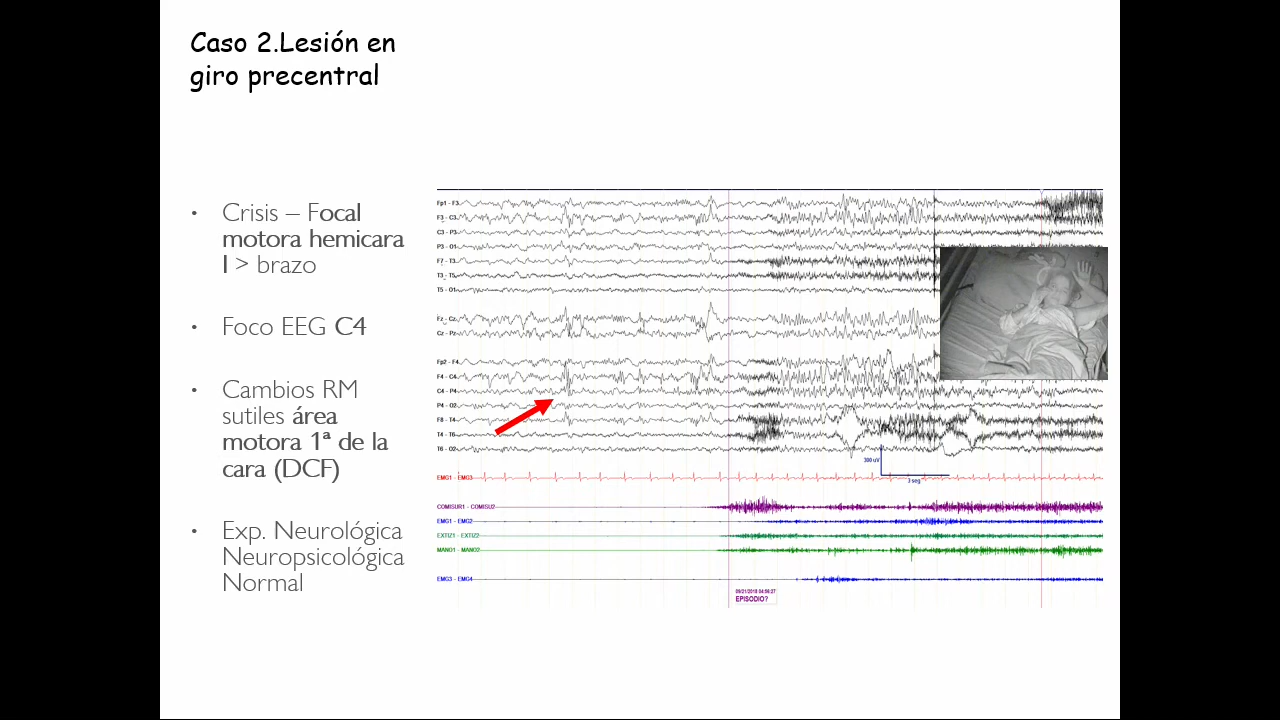 Caso 2.Lesión en
giro precentral
• Crisis – Focal
motora hemicara
I > brazo
• Foco EEG C4
• Cambios RM
sutiles área
motora 1ª de la
cara (DCF)
• Exp. Neurológica
Neuropsicológica
Normal
Fp1 - F3
F3 - C3
C3 - P3
P3 - O1
F7 - T3
T3 - T5
T5 - O1
Fz - Cz
Cz - Pz
Fp2 - F4
F4 - C4
C4 - P4
P4 - O2
F8 - T4
T4 - T6
T6 - O2
300 uV
1 seg
EMG1 - EMG3
COMISUR1 - COMISU2
EMG1 - EMG2
EXTIZ1 - EXTIZ2
MANO1 - MANO2
EMG3 - EMG4
EPISODIO?